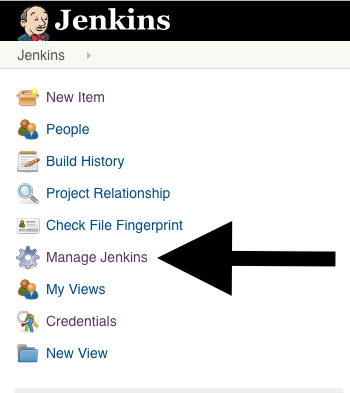 Jenkins
Jenkins
New Item
People
Build History
Project Relationship
Check File Fingerprint
Manage Jenkins
My Views
Credentials
New View